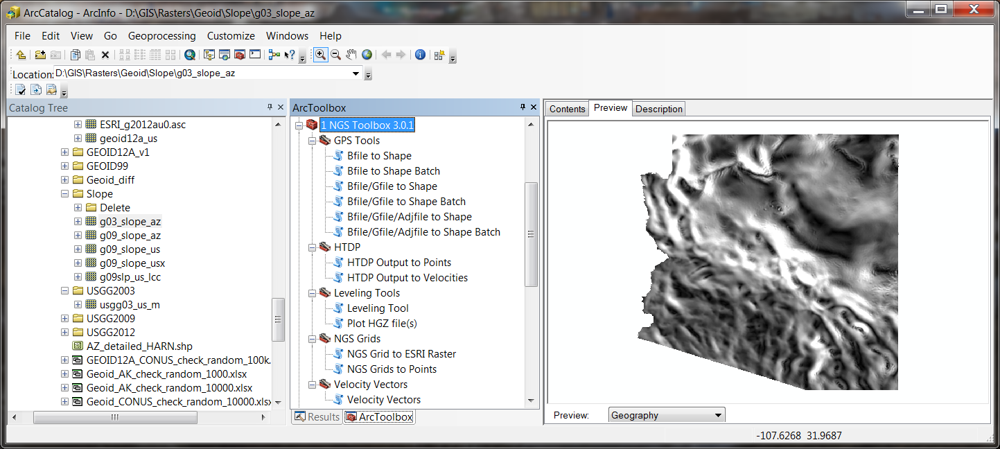 ArcCatalog - ArcInfo - D:\GIS\Rasters\Geoid\Slope\g03_slope_az
File Edit View Go Geoprocessing Customize Windows Help
Location: D:\GIS\Rasters\Geoid\Slope\g03_slope_az
Catalog Tree
ESRI_g2012au0.asc
geoid12a_us
GEOID12A_v1
GEOID99
Geoid_diff
Slope
Delete
g03_slope_az
g09_slope_az
g09_slope_us
g09_slope_usx
g09slp_us_lcc
USGG2003
usgg03_us_m
USGG2009
USGG2012
AZ_detailed_HARN.shp
GEOID12A_CONUS_check_random_100k.
Geoid_AK_check_random_1000.xlsx
Geoid_AK_check_random_10000.xlsx
Geoid_CONUS_check_random_10000.xlsx
ArcToolbox
1 NGS Toolbox 3.0.1
GPS Tools
Bfile to Shape
Bfile to Shape Batch
Bfile/Gfile to Shape
Bfile/Gfile to Shape Batch
Bfile/Gfile/Adjfile to Shape
Bfile/Gfile/Adjfile to Shape Batch
HTDP
HTDP Output to Points
HTDP Output to Velocities
Leveling Tools
Leveling Tool
Plot HGZ file(s)
NGS Grids
NGS Grid to ESRI Raster
NGS Grids to Points
Velocity Vectors
Velocity Vectors
Results ArcToolbox
Contents Preview Description
Preview: Geography
-107.6268 31.9687